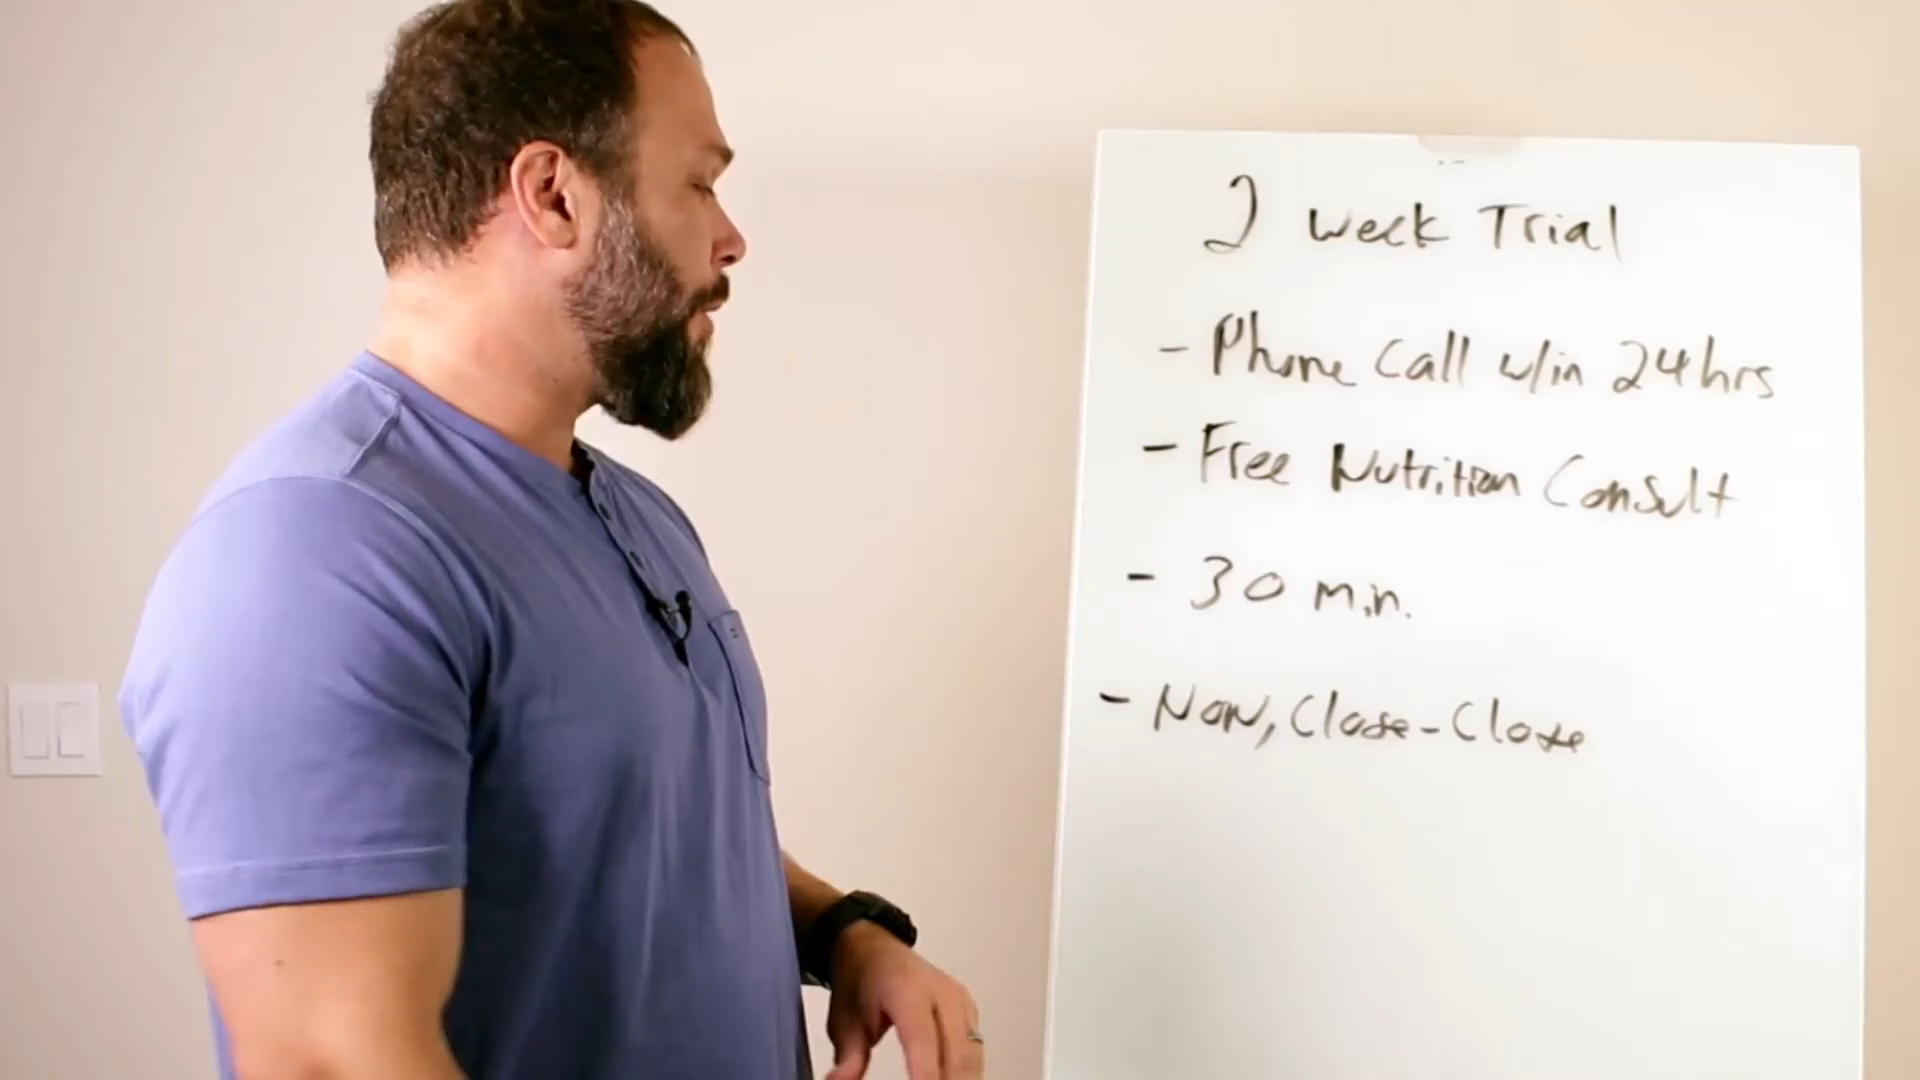 2 Week Trial
- Phone Call w/in 24hrs
- Free Nutrition Consult
- 30 min.
- Now, Close-Close